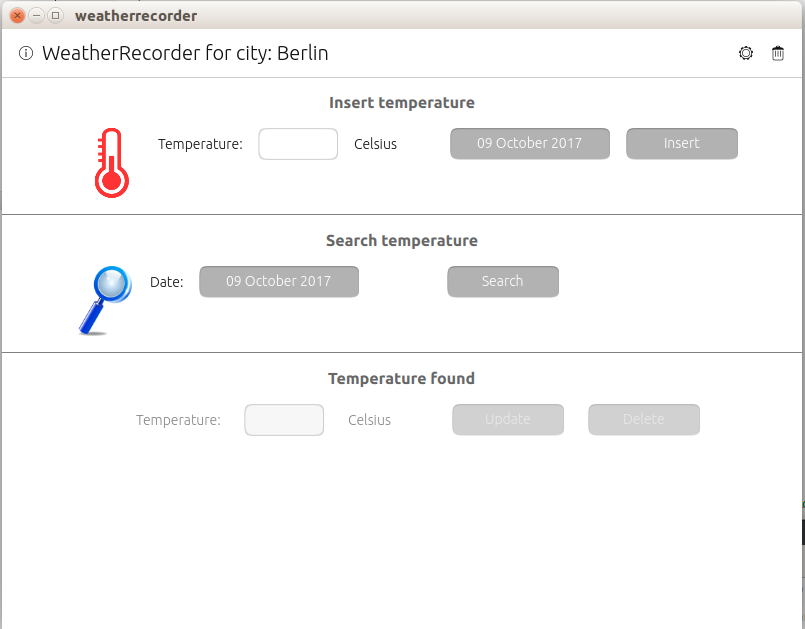 weatherrecorder
WeatherRecorder for city: Berlin
Insert temperature
Temperature: Celsius 09 October 2017 Insert
Search temperature
Date: 09 October 2017 Search
Temperature found
Temperature: Celsius Update Delete